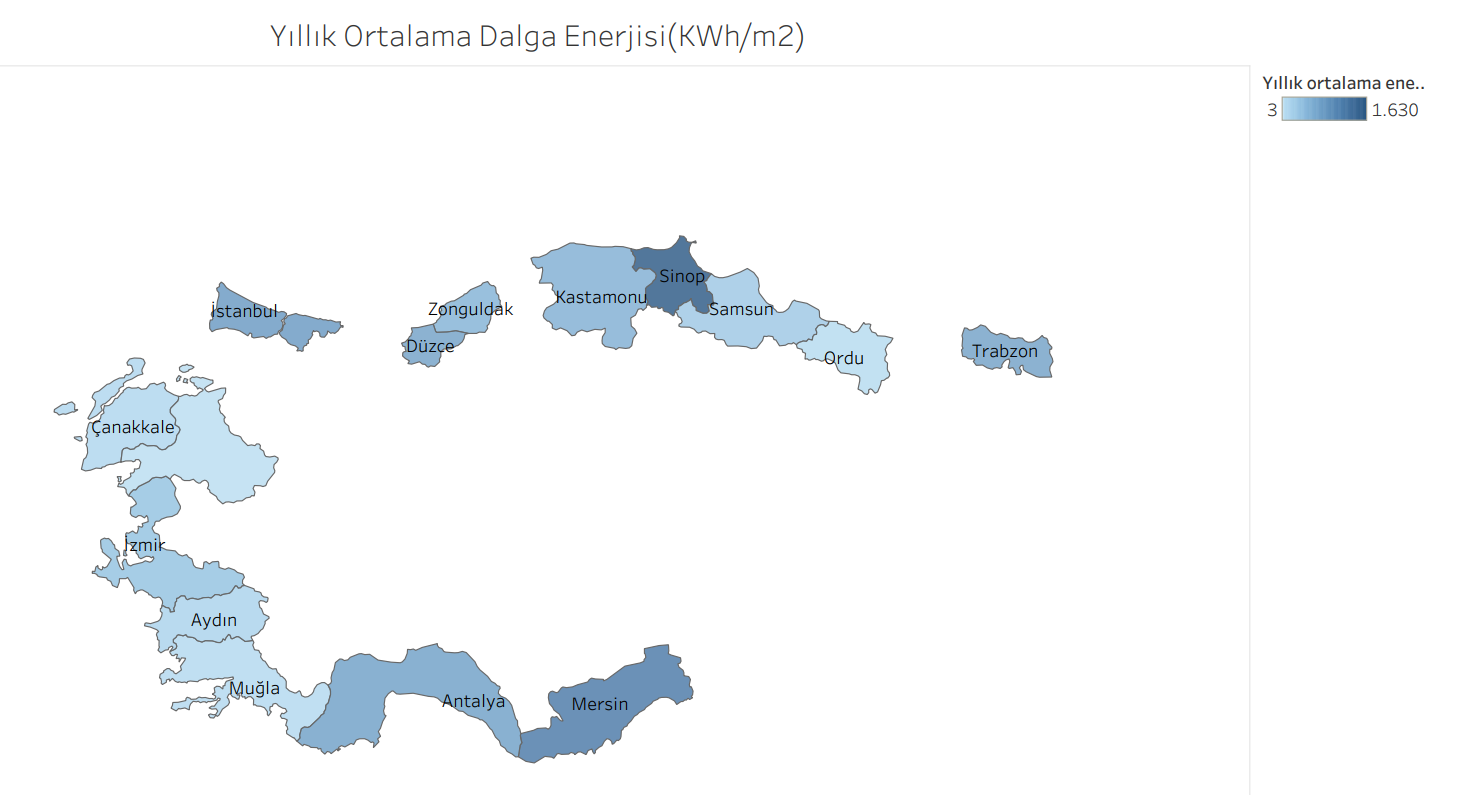 Yıllık Ortalama Dalga Enerjisi(KWh/m2)
Yıllık ortalama ene..
3 1.630
Sinop
Kastamonu
Samsun
İstanbul
Zonguldak
Düzce
Ordu
Trabzon
Çanakkale
İzmir
Aydın
Muğla
Antalya
Mersin